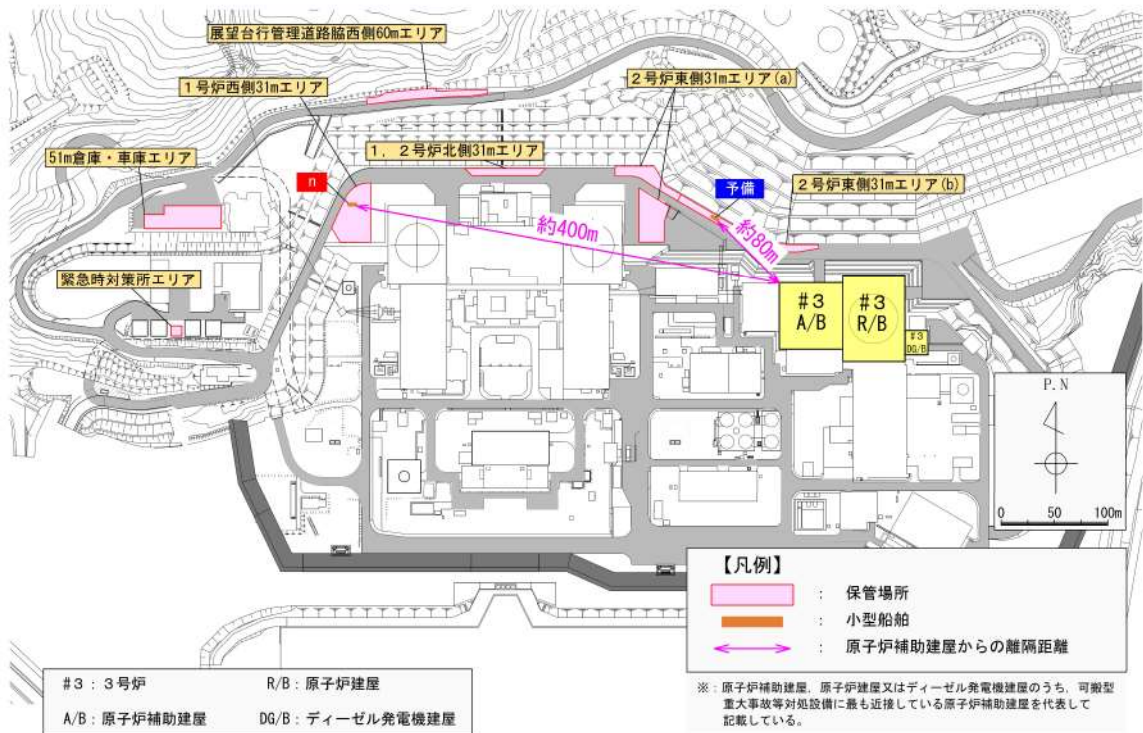 展望台行管理道路脇西側60mエリア
1号炉西側31mエリア
2号炉東側31mエリア(a)
51m倉庫・車庫エリア
1，2号炉北側31mエリア
n
予備
2号炉東側31mエリア(b)
約400m
約80m
緊急時対策所エリア
#3
A/B
#3
R/B
#3
DG/B
P.N
0 50 100m
【凡例】
： 保管場所
： 小型船舶
： 原子炉補助建屋からの離隔距離
#3：3号炉 R/B：原子炉建屋
A/B：原子炉補助建屋 DG/B：ディーゼル発電機建屋
※：原子炉補助建屋，原子炉建屋又はディーゼル発電機建屋のうち，可搬型
重大事故等対処設備に最も近接している原子炉補助建屋を代表して
記載している。